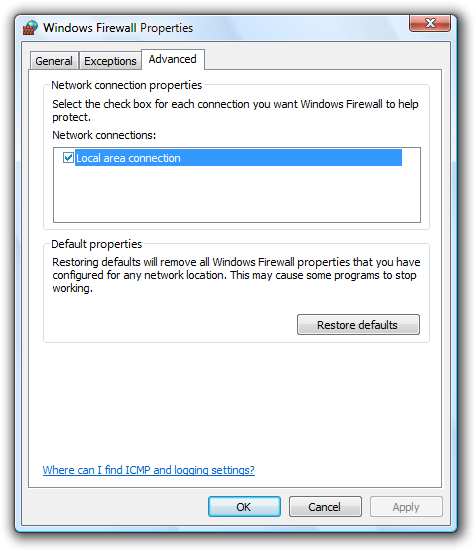 Windows Firewall Properties
General
Exceptions
Advanced
Network connection properties
Select the check box for each connection you want Windows Firewall to help
protect.
Network connections:
Local area connection
Default properties
Restoring defaults will remove all Windows Firewall properties that you have
configured for any network location. This may cause some programs to stop
working.
Restore defaults
Where can I find ICMP and logging settings?
OK
Cancel
Apply